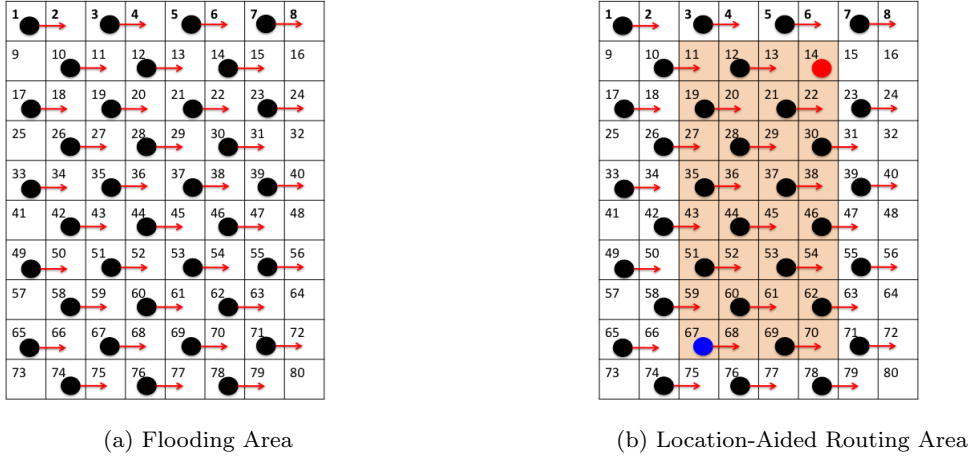 1 2 3 4 5 6 7 8 1 2 3 4 5 6 7 8
9 10 11 12 13 14 15 16 9 10 11 12 13 14 15 16
17 18 19 20 21 22 23 24 17 18 19 20 21 22 23 24
25 26 27 28 29 30 31 32 25 26 27 28 29 30 31 32
33 34 35 36 37 38 39 40 33 34 35 36 37 38 39 40
41 42 43 44 45 46 47 48 41 42 43 44 45 46 47 48
49 50 51 52 53 54 55 56 49 50 51 52 53 54 55 56
57 58 59 60 61 62 63 64 57 58 59 60 61 62 63 64
65 66 67 68 69 70 71 72 65 66 67 68 69 70 71 72
73 74 75 76 77 78 79 80 73 74 75 76 77 78 79 80
(a) Flooding Area
(b) Location-Aided Routing Area